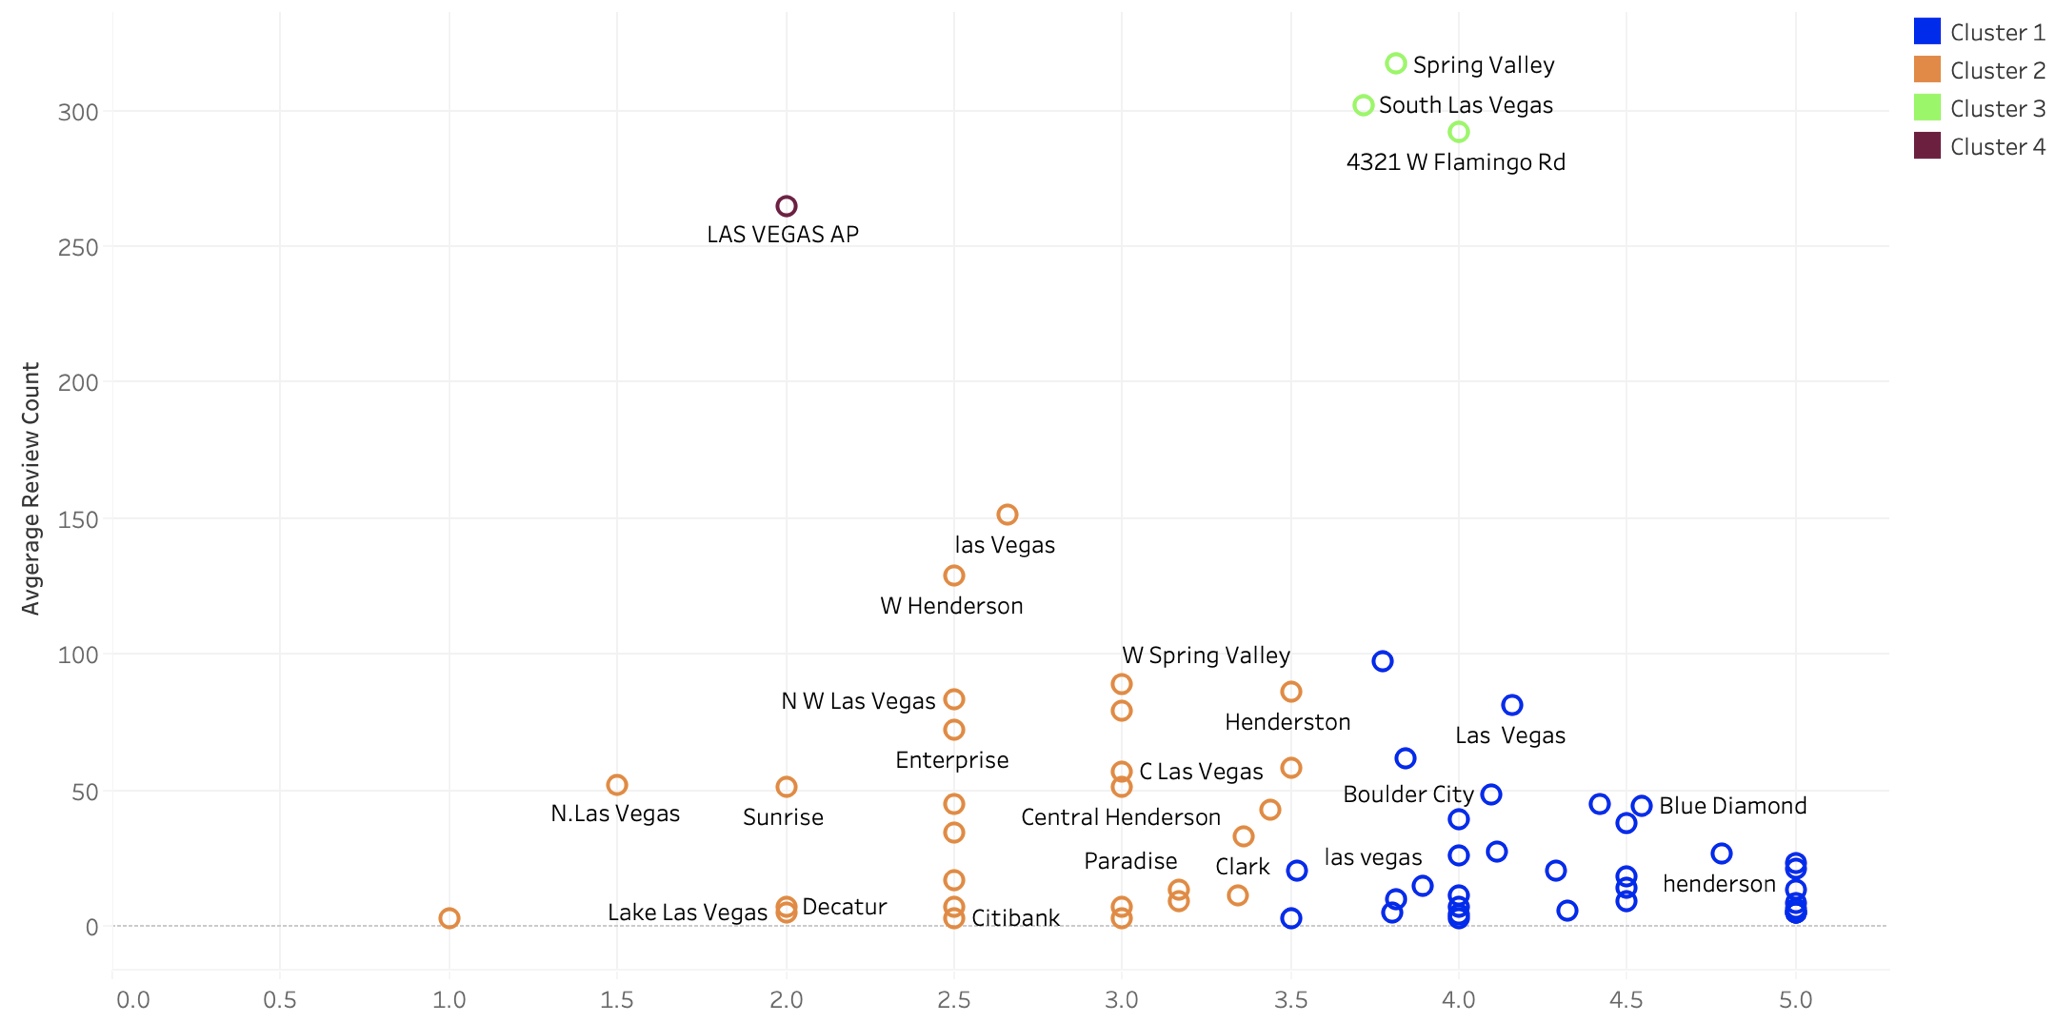 Cluster 1
Cluster 2
Cluster 3
Cluster 4
Avgerage Review Count
300
250
200
150
100
50
0
Spring Valley
South Las Vegas
4321 W Flamingo Rd
LAS VEGAS AP
las Vegas
W Henderson
W Spring Valley
N W Las Vegas
Henderston
Las  Vegas
Enterprise
C Las Vegas
Boulder City
Blue Diamond
N.Las Vegas
Sunrise
Central Henderson
Paradise
Clark
las vegas
henderson
Lake Las Vegas
Decatur
Citibank
0.0 0.5 1.0 1.5 2.0 2.5 3.0 3.5 4.0 4.5 5.0